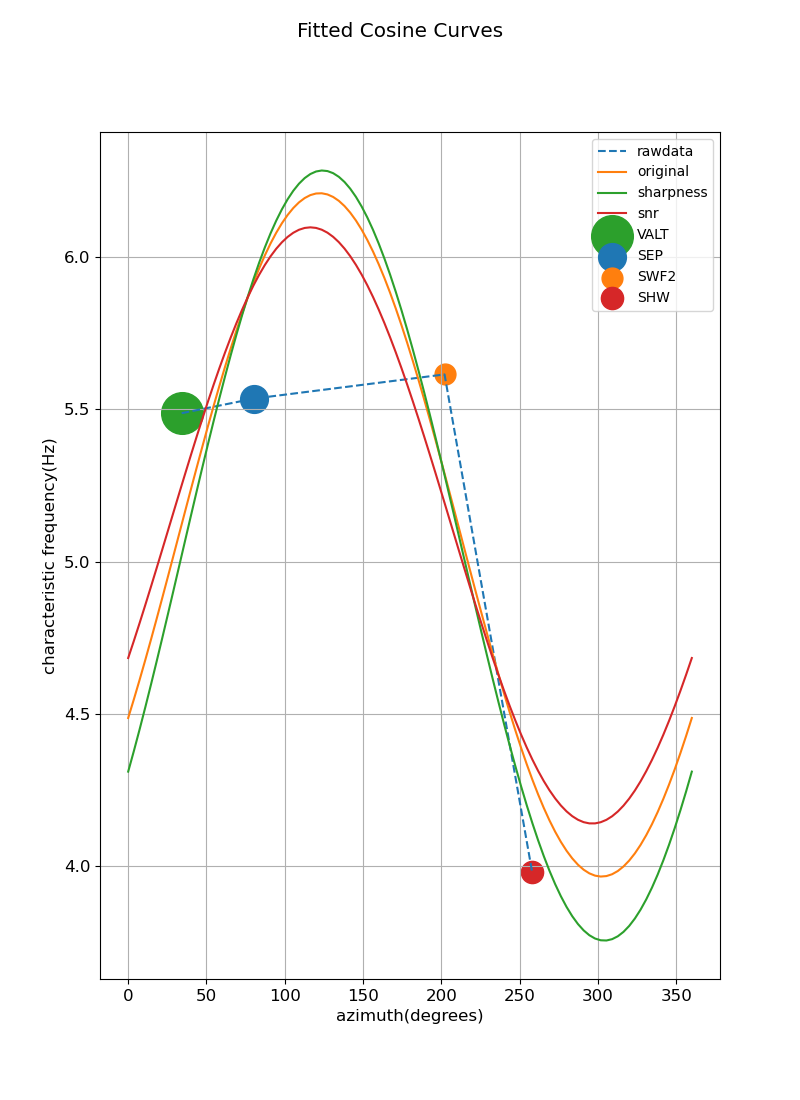 Fitted Cosine Curves
rawdata
original
sharpness
snr
VALT
SEP
SWF2
SHW
6.0
5.5
5.0
4.5
4.0
characteristic frequency(Hz)
0 50 100 150 200 250 300 350
azimuth(degrees)